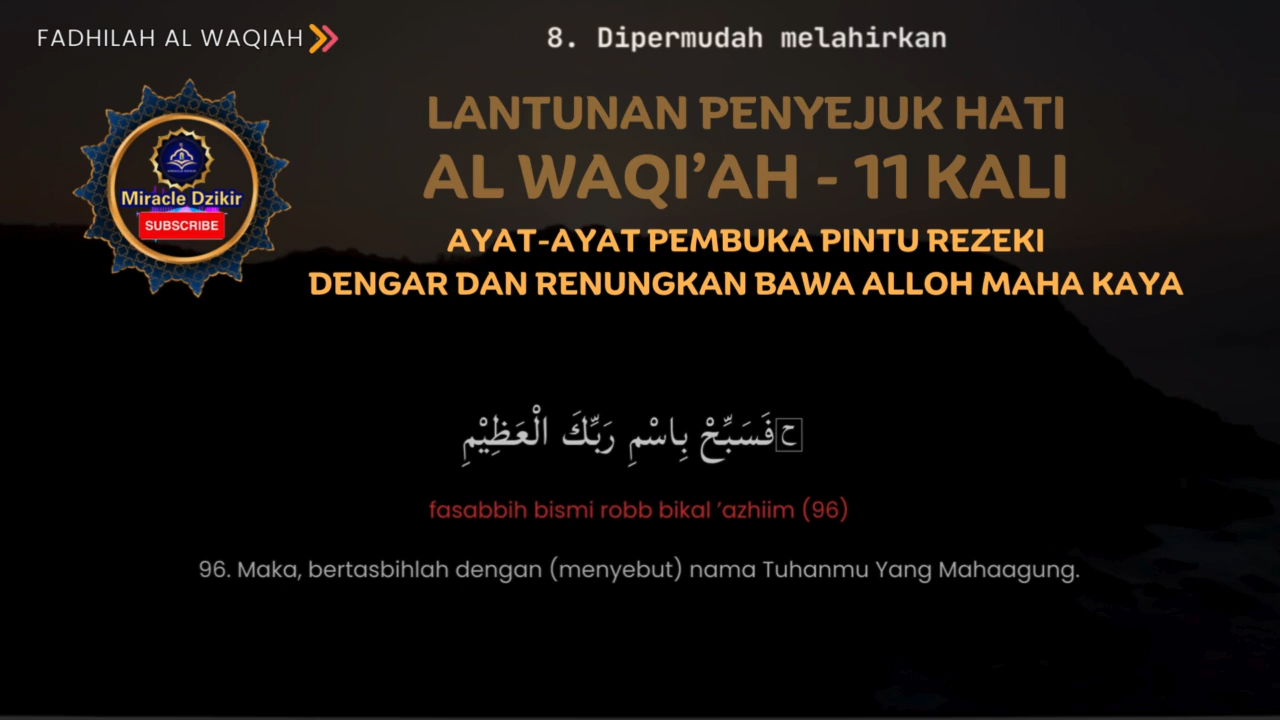 FADHILAH AL WAQIAH
8. Dipermudah melahirkan
LANTUNAN PENYEJUK HATI
AL WAQI’AH - 11 KALI
Miracle Dzikir
SUBSCRIBE
AYAT-AYAT PEMBUKA PINTU REZEKI
DENGAR DAN RENUNGKAN BAWA ALLOH MAHA KAYA
حفَسَبِّحْ بِاسْمِ رَبِّكَ الْعَظِيْمِ
fasabbih bismi robb bikal ’azhiim (96)
96. Maka, bertasbihlah dengan (menyebut) nama Tuhanmu Yang Mahaagung.